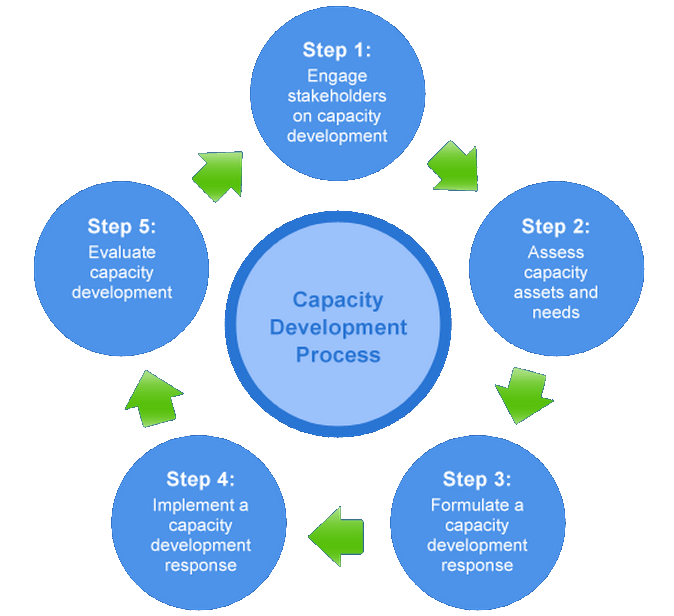 Step 1:
Engage
stakeholders
on capacity
development
Step 2:
Assess
capacity
assets and
needs
Step 3:
Formulate a
capacity
development
response
Step 4:
Implement a
capacity
development
response
Step 5:
Evaluate
capacity
development
Capacity
Development
Process